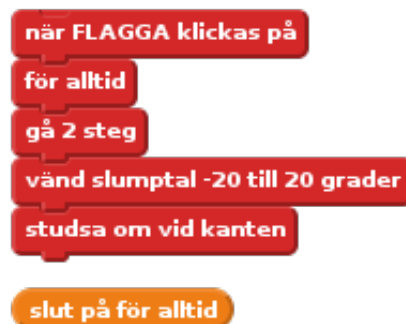 när FLAGGA klickas på
för alltid
gå 2 steg
vänd slumptal -20 till 20 grader
studsa om vid kanten
slut på för alltid